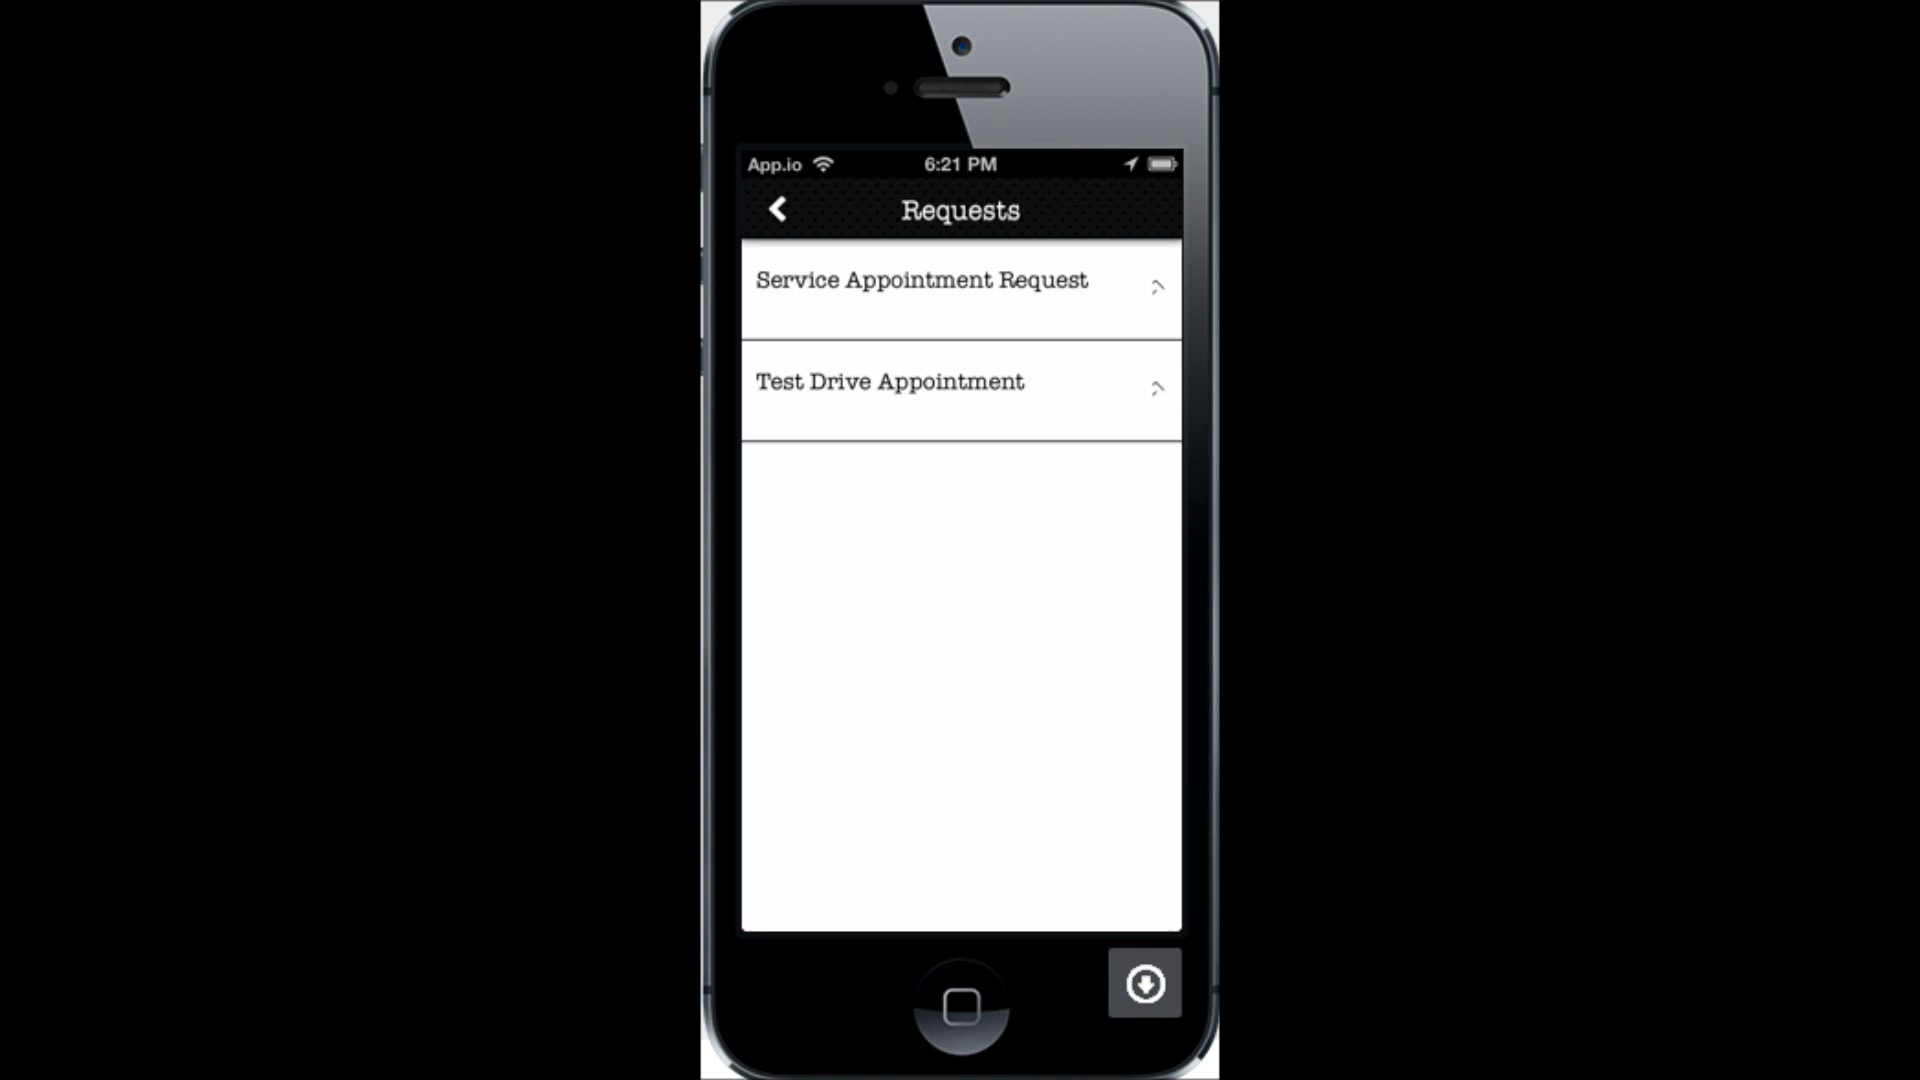 App.io 6:21 PM
Requests
Service Appointment Request
Test Drive Appointment